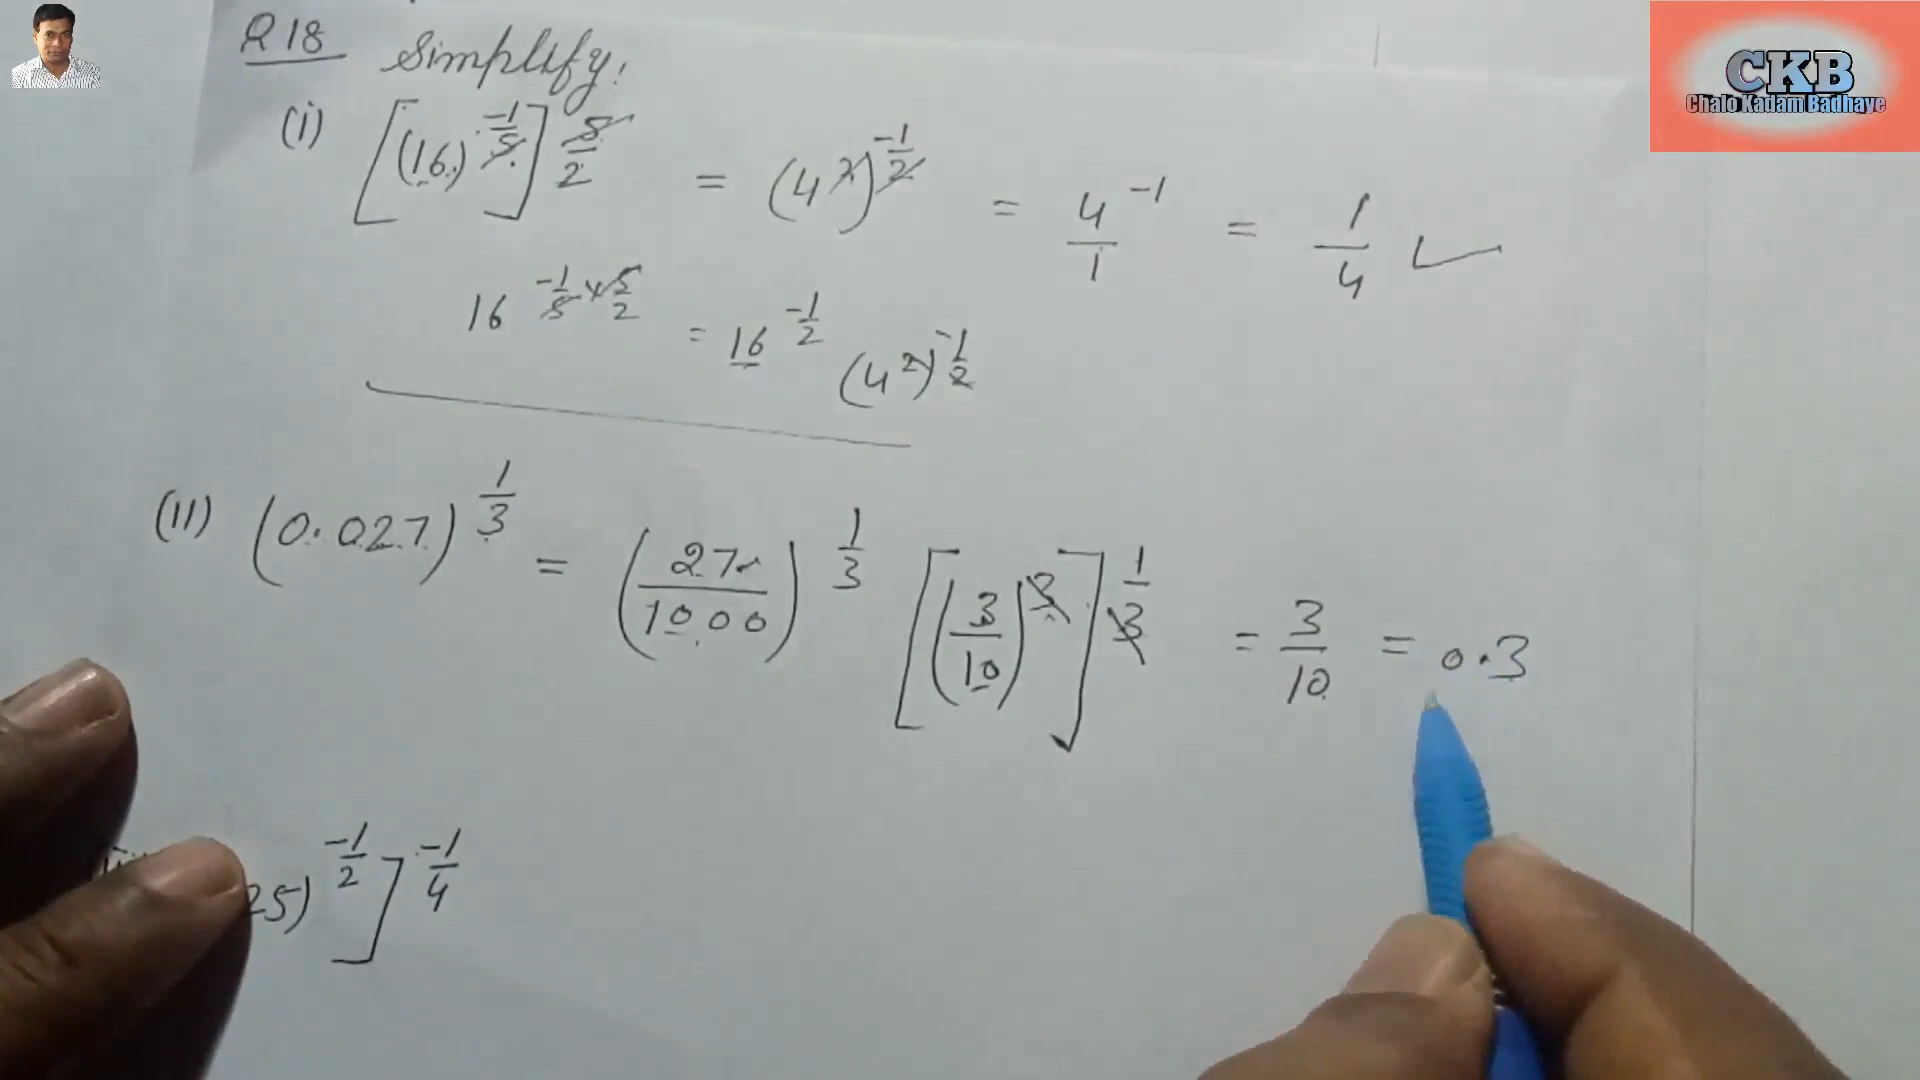 Q 18 Simplify:
(i) [(16)^{-1/5}]^{5/2} = (4^2)^{-1/2} = 4^{-1}/1 = 1/4 ✓
16^{-1/5 × 5/2} = 16^{-1/2} (4^2)^{-1/2}
(II) (0.027)^{1/3} = (27/1000)^{1/3} [(3/10)^3]^{1/3} = 3/10 = 0.3
25)^{-1/2}]^{-1/4}
CKB
Chalo Kadam Badhaye